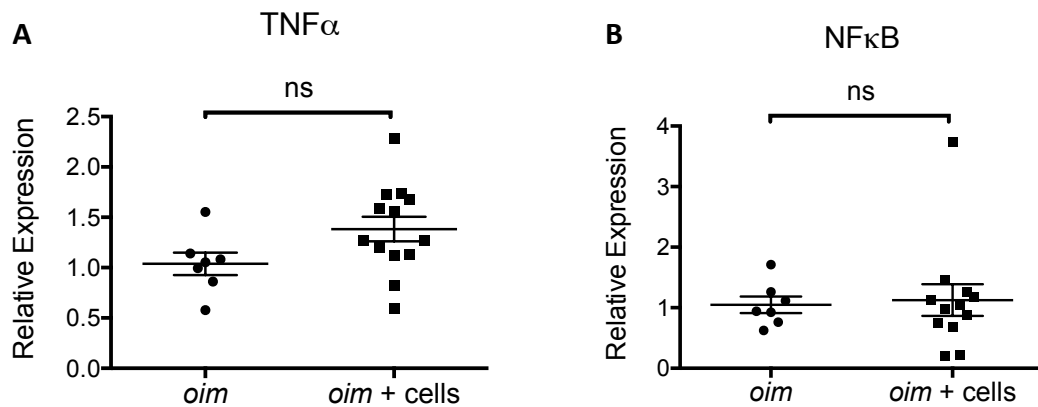 A
TNFα
ns
Relative Expression
2.5
2.0
1.5
1.0
0.5
0.0
oim
oim + cells
B
NFκB
ns
Relative Expression
4
3
2
1
0
oim
oim + cells